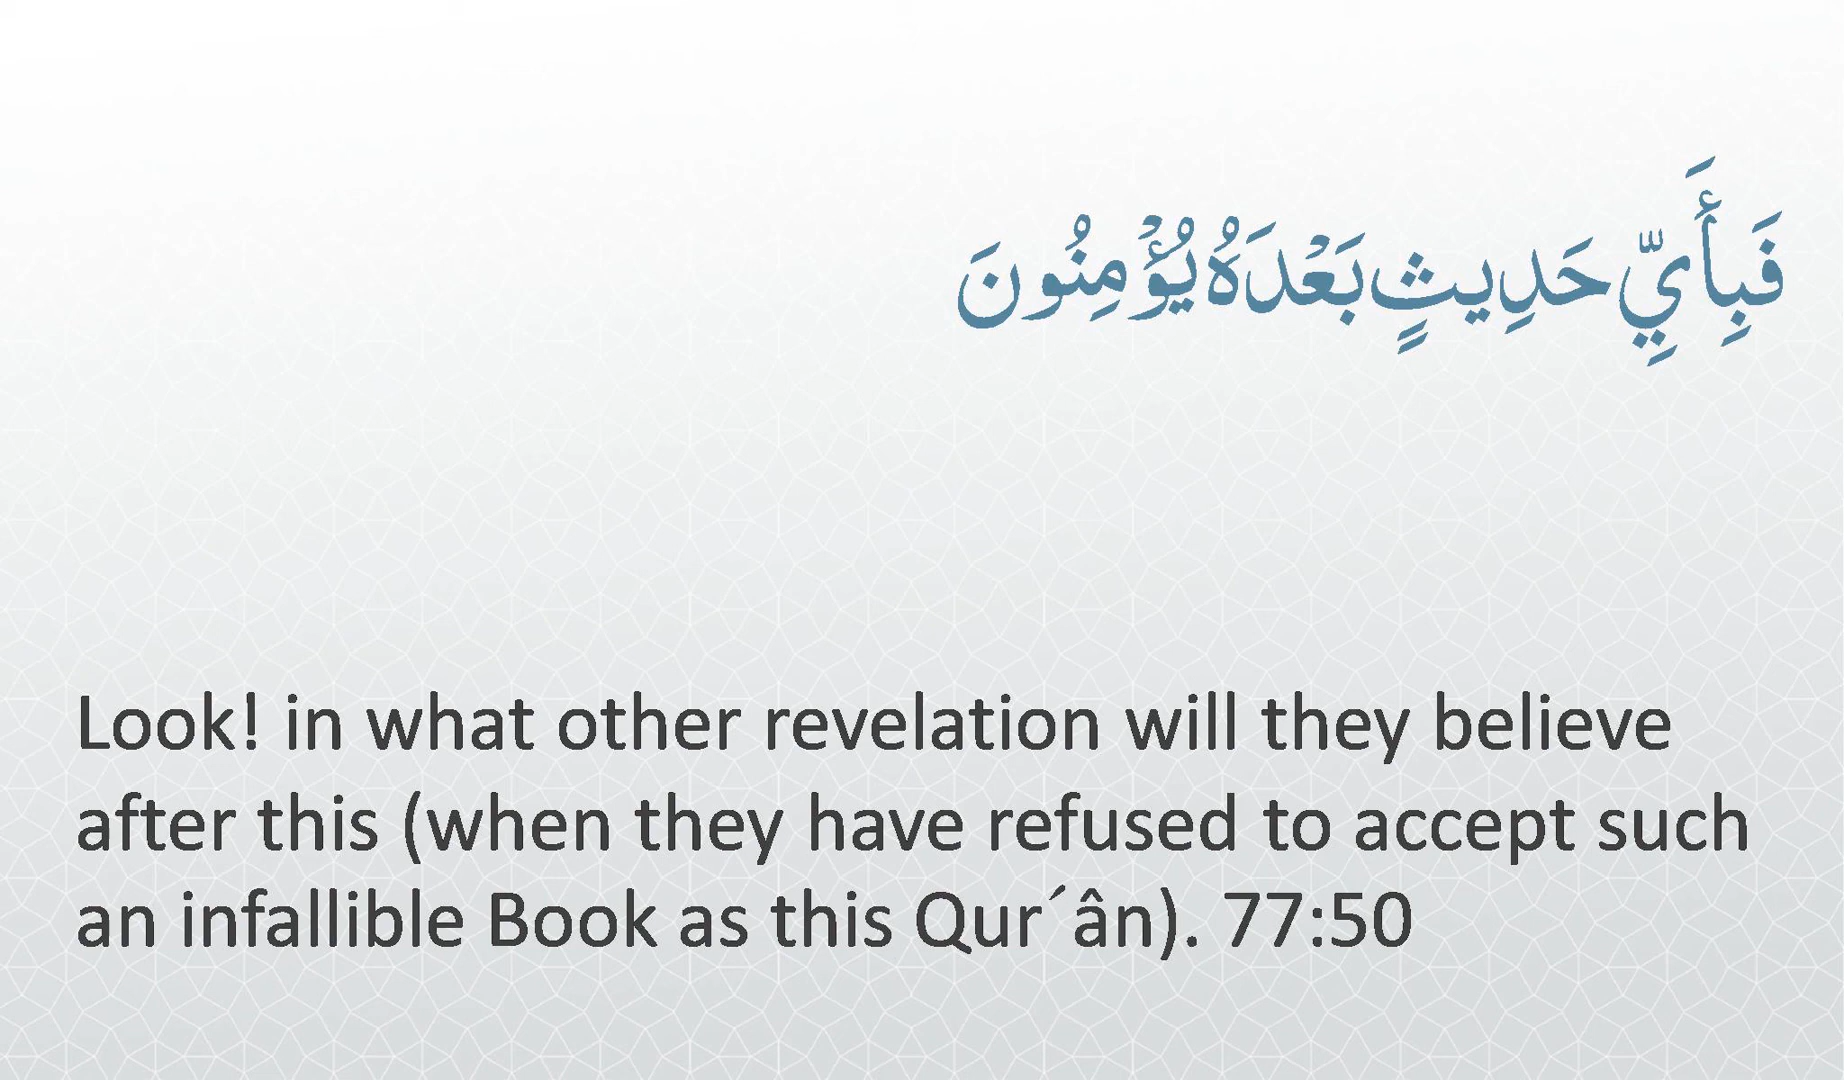 فَبِأَيِّ حَدِيثٍ بَعْدَهُ يُؤْمِنُونَ
Look! in what other revelation will they believe
after this (when they have refused to accept such
an infallible Book as this Qur´ân). 77:50